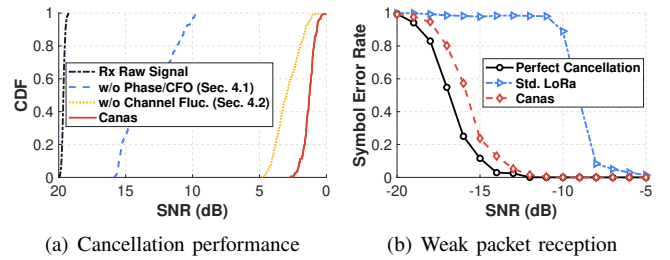 CDF
1
0.8
0.6
0.4
0.2
0
Rx Raw Signal
w/o Phase/CFO (Sec. 4.1)
w/o Channel Fluc. (Sec. 4.2)
Canas
20 15 10 5 0
SNR (dB)
(a) Cancellation performance
Symbol Error Rate
1
0.8
0.6
0.4
0.2
0
Perfect Cancellation
Std. LoRa
Canas
-20 -15 -10 -5
SNR (dB)
(b) Weak packet reception